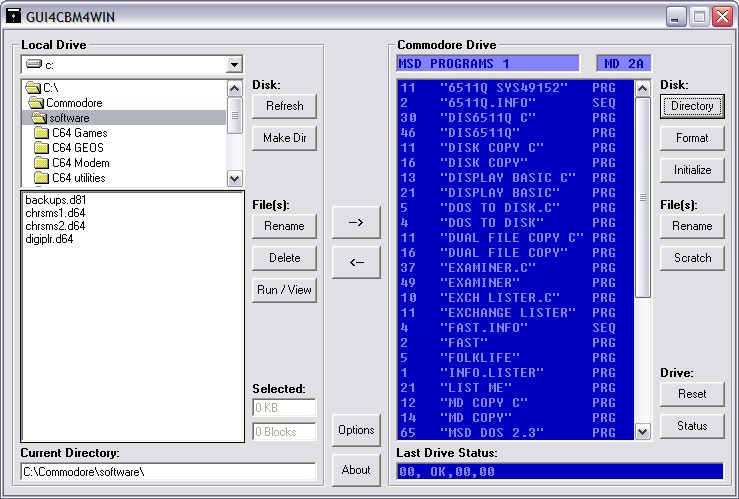 GUI4CBM4WIN
Local Drive
c:
C:\
Commodore
software
C64 Games
C64 GEOS
C64 Modem
C64 utilities
Disk:
Refresh
Make Dir
backups.d81
chrsms1.d64
chrsms2.d64
digiplr.d64
File(s):
Rename
Delete
Run / View
Selected:
0 KB
0 Blocks
Current Directory:
C:\Commodore\software\
-->
<--
Options
About
Commodore Drive
MSD PROGRAMS 1 MD 2A
11 "6511Q SYS49152" PRG
2 "6511Q.INFO" SEQ
30 "DIS6511Q C" PRG
46 "DIS6511Q" PRG
11 "DISK COPY C" PRG
16 "DISK COPY" PRG
13 "DISPLAY BASIC C" PRG
21 "DISPLAY BASIC" PRG
5 "DOS TO DISK.C" PRG
4 "DOS TO DISK" PRG
11 "DUAL FILE COPY C" PRG
16 "DUAL FILE COPY" PRG
37 "EXAMINER.C" PRG
49 "EXAMINER" PRG
10 "EXCH LISTER.C" PRG
11 "EXCHANGE LISTER" PRG
4 "FAST.INFO" SEQ
2 "FAST" PRG
5 "FOLKLIFE" PRG
1 "INFO.LISTER" PRG
21 "LIST ME" PRG
12 "MD COPY C" PRG
14 "MD COPY" PRG
65 "MSD DOS 2.3" PRG
Last Drive Status:
00, OK,00,00
Disk:
Directory
Format
Initialize
File(s):
Rename
Scratch
Drive:
Reset
Status